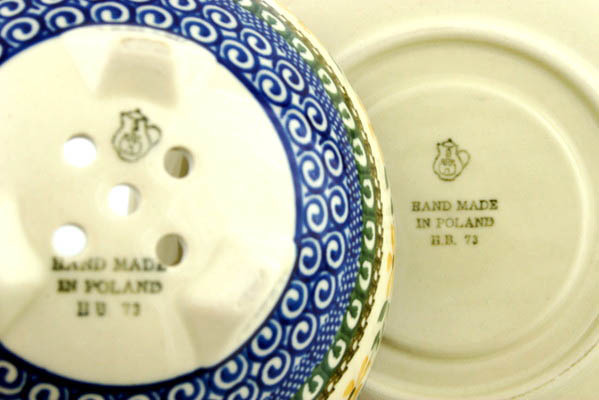 HAND MADE
IN POLAND
H U 73
HAND MADE
IN POLAND
H.B. 73